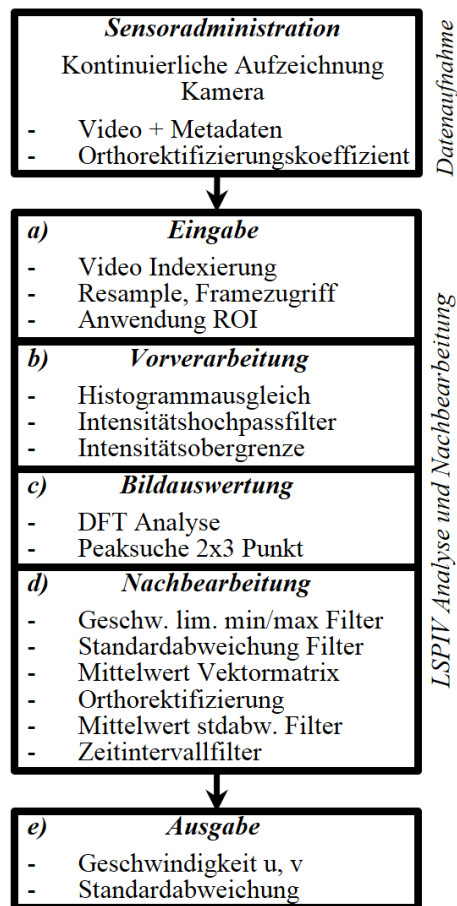 Sensoradministration
Kontinuierliche Aufzeichnung
Kamera
- Video + Metadaten
- Orthorektifizierungskoeffizient
Datenaufnahme
a) Eingabe
- Video Indexierung
- Resample, Framezugriff
- Anwendung ROI
b) Vorverarbeitung
- Histogrammausgleich
- Intensitätshochpassfilter
- Intensitätsobergrenze
c) Bildauswertung
- DFT Analyse
- Peaksuche 2x3 Punkt
d) Nachbearbeitung
- Geschw. lim. min/max Filter
- Standardabweichung Filter
- Mittelwert Vektormatrix
- Orthorektifizierung
- Mittelwert stdabw. Filter
- Zeitintervallfilter
LSPIV Analyse und Nachbearbeitung
e) Ausgabe
- Geschwindigkeit u, v
- Standardabweichung